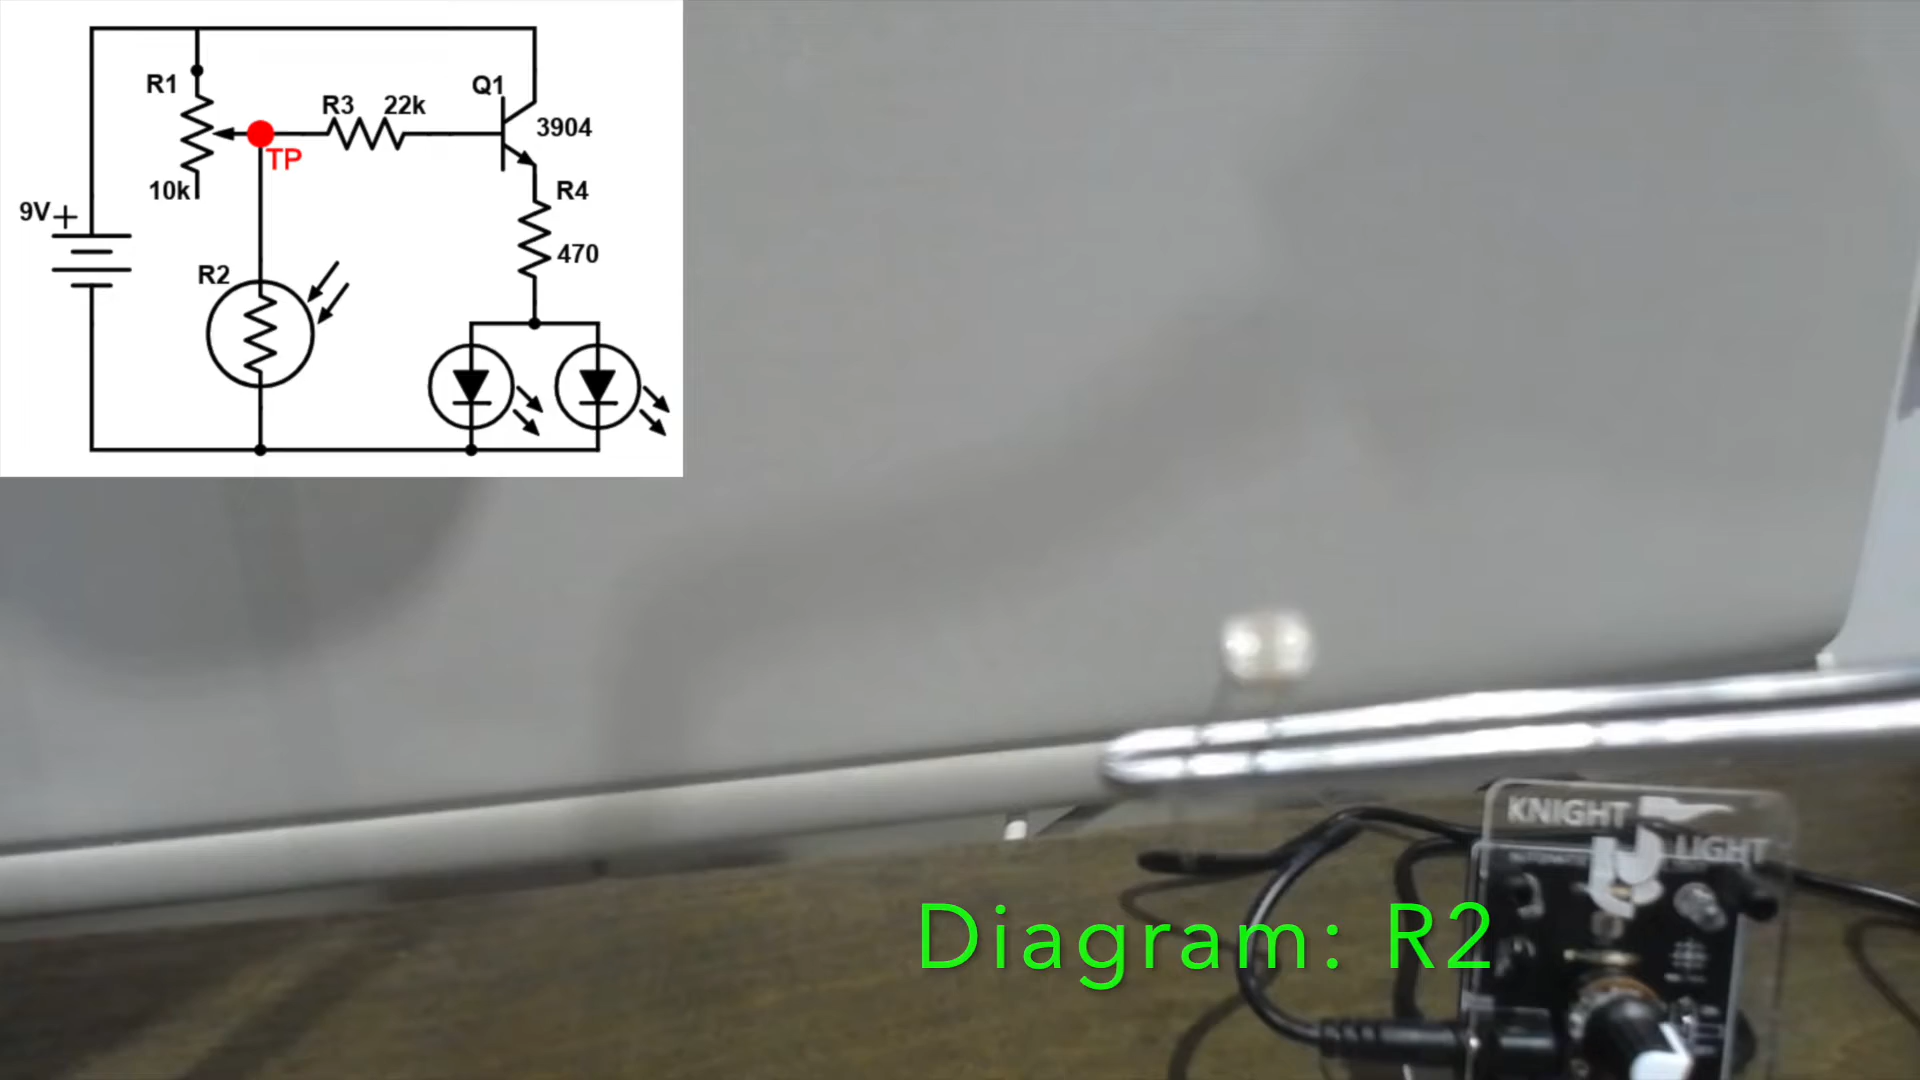 R1
R3 22k
Q1
3904
TP
10k
R4
9V+
470
R2
Diagram: R2
KNIGHT
LIGHT